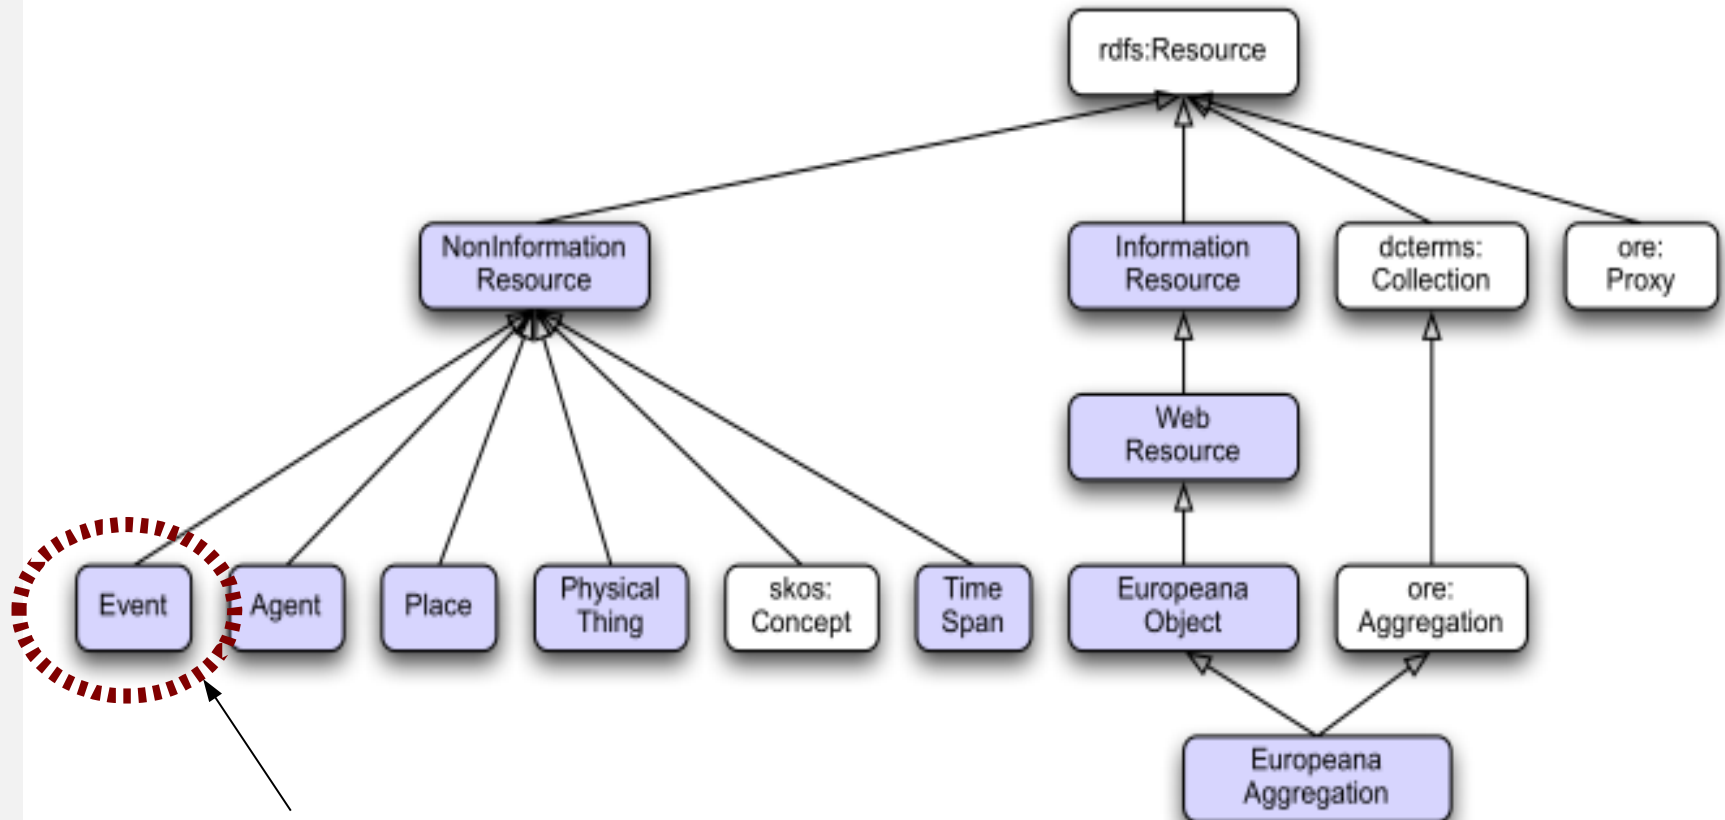 rdfs:Resource
NonInformation
Resource
Information
Resource
dcterms:
Collection
ore:
Proxy
Web
Resource
Event
Agent
Place
Physical
Thing
skos:
Concept
Time
Span
Europeana
Object
ore:
Aggregation
Europeana
Aggregation